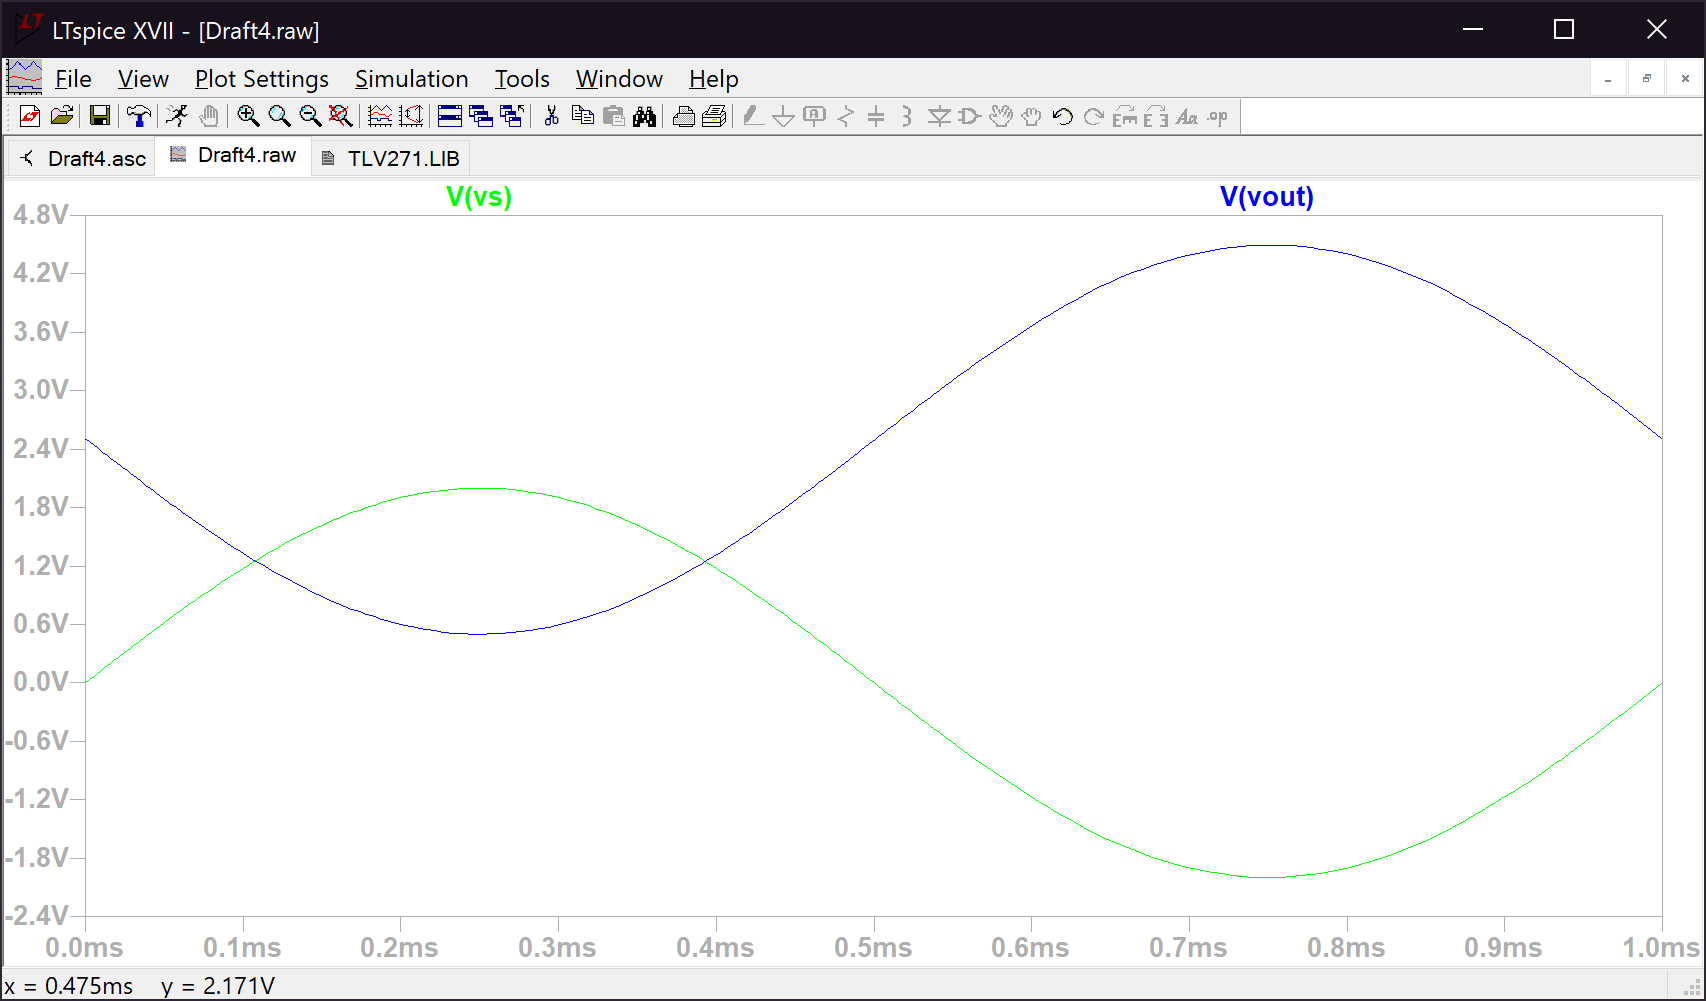 LTspice XVII - [Draft4.raw]
File View Plot Settings Simulation Tools Window Help
Draft4.asc Draft4.raw TLV271.LIB
V(vs) V(vout)
4.8V
4.2V
3.6V
3.0V
2.4V
1.8V
1.2V
0.6V
0.0V
-0.6V
-1.2V
-1.8V
-2.4V
0.0ms 0.1ms 0.2ms 0.3ms 0.4ms 0.5ms 0.6ms 0.7ms 0.8ms 0.9ms 1.0ms
x = 0.475ms y = 2.171V